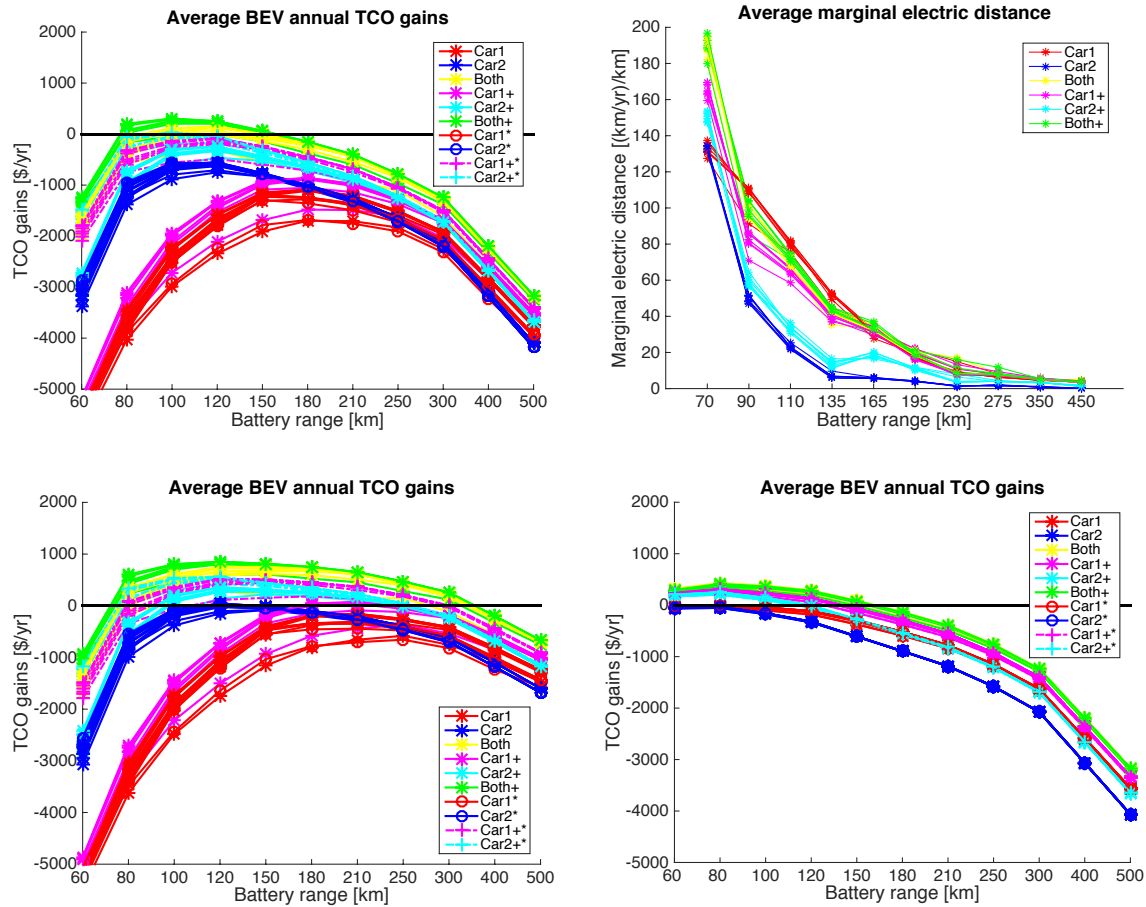 Average BEV annual TCO gains
TCO gains [$/yr]
2000
1000
0
-1000
-2000
-3000
-4000
-5000
60 80 100 120 150 180 210 250 300 400 500
Battery range [km]
Car1
Car2
Both
Car1+
Car2+
Both+
Car1*
Car2*
Car1+*
Car2+*
Average marginal electric distance
Marginal electric distance [(km/yr)/km]
200
180
160
140
120
100
80
60
40
20
0
70 90 110 135 165 195 230 275 350 450
Battery range [km]
Car1
Car2
Both
Car1+
Car2+
Both+
Average BEV annual TCO gains
TCO gains [$/yr]
2000
1000
0
-1000
-2000
-3000
-4000
-5000
60 80 100 120 150 180 210 250 300 400 500
Battery range [km]
Car1
Car2
Both
Car1+
Car2+
Both+
Car1*
Car2*
Car1+*
Car2+*
Average BEV annual TCO gains
TCO gains [$/yr]
2000
1000
0
-1000
-2000
-3000
-4000
-5000
60 80 100 120 150 180 210 250 300 400 500
Battery range [km]
Car1
Car2
Both
Car1+
Car2+
Both+
Car1*
Car2*
Car1+*
Car2+*